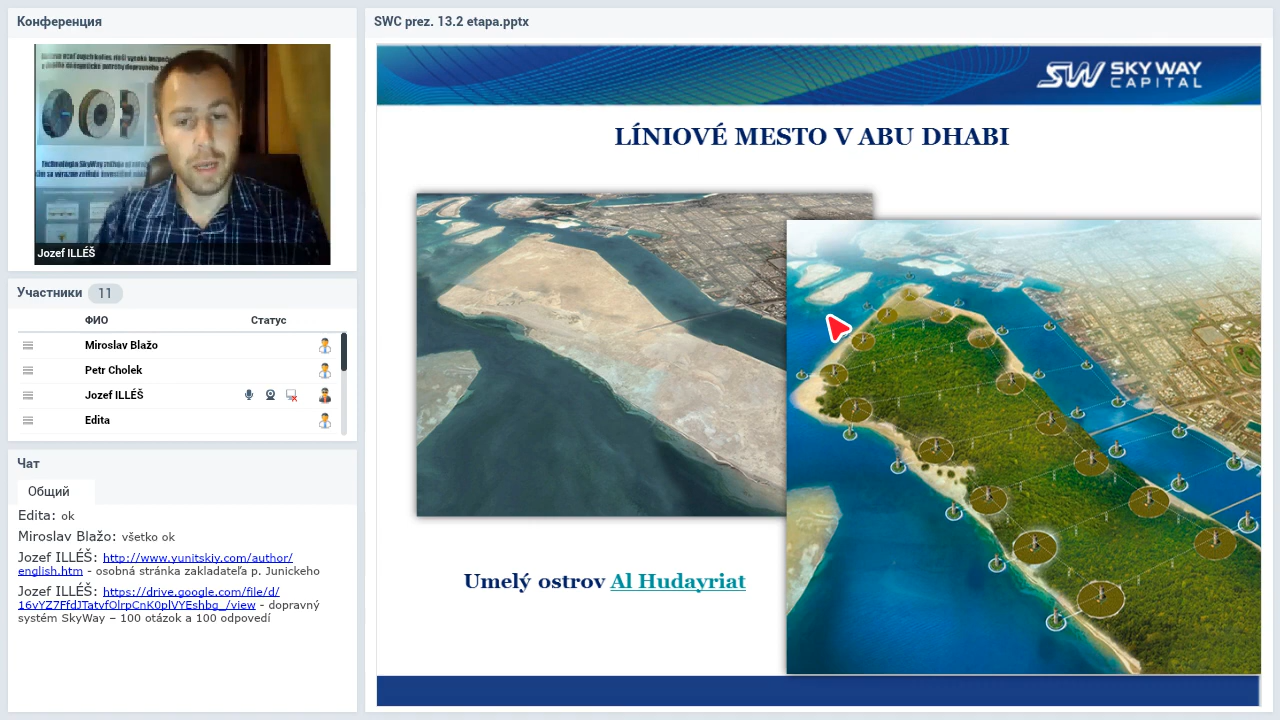 Конференция
Jozef ILLÉŠ
Участники 11
ФИО Статус
Miroslav Blažo
Petr Cholek
Jozef ILLÉŠ
Edita
Чат
Общий
Edita: ok
Miroslav Blažo: všetko ok
Jozef ILLÉŠ: http://www.yunitskiy.com/author/
english.htm - osobná stránka zakladateľa p. Junickeho
Jozef ILLÉŠ: https://drive.google.com/file/d/
16vYZ7FfdJTatvfOlrpCnK0plVYEshbg_/view - dopravný
systém SkyWay – 100 otázok a 100 odpovedí
SWC prez. 13.2 etapa.pptx
SW SKY WAY
CAPITAL
LÍNIOVÉ MESTO V ABU DHABI
Umelý ostrov Al Hudayriat